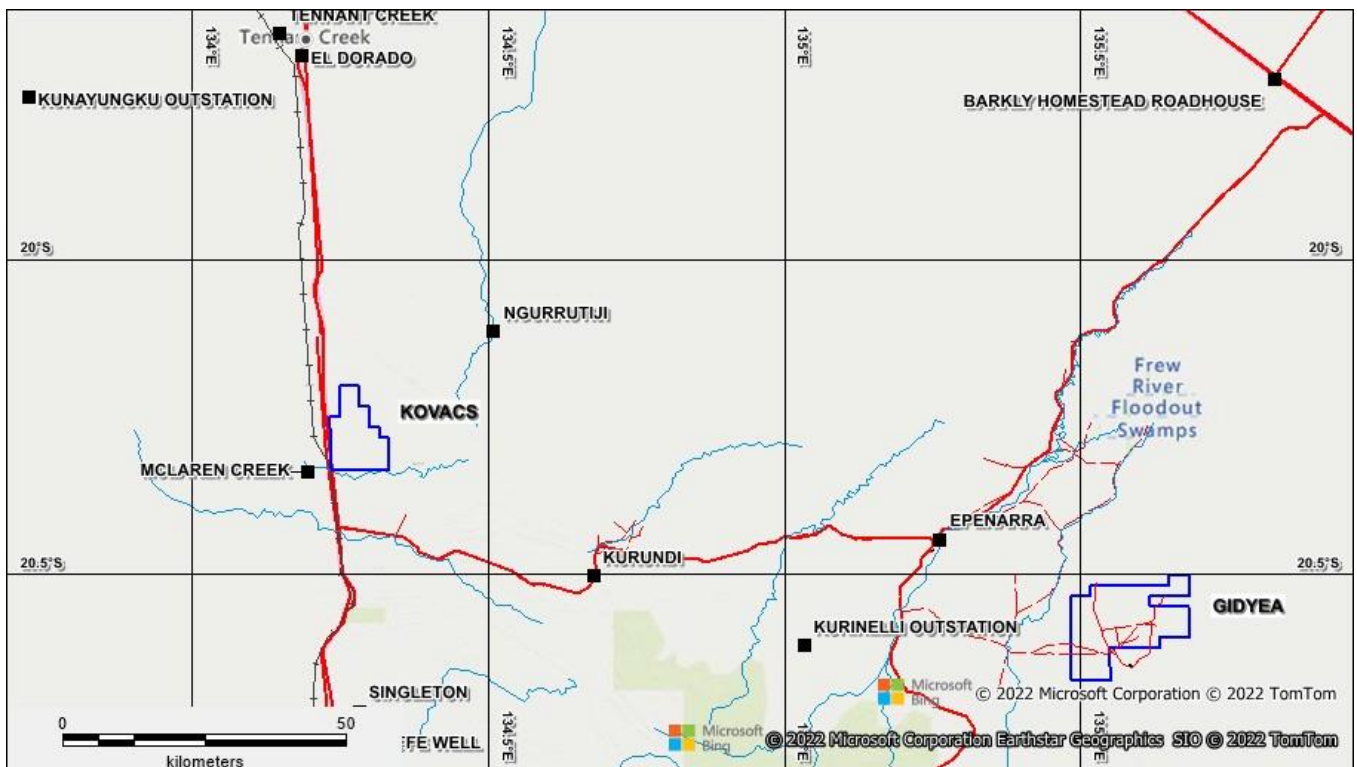 TENNANT CREEK
Tennant Creek
EL DORADO
134°E
134.5°E
135°E
135.5°E
KUNAYUNGKU OUTSTATION
BARKLY HOMESTEAD ROADHOUSE
20°S
20°S
NGURRUTIJI
Frew
River
Floodout
Swamps
KOVACS
MCLAREN CREEK
EPENARRA
KURUNDI
20.5°S
20.5°S
GIDYEA
KURINELLI OUTSTATION
Microsoft
Bing
© 2022 Microsoft Corporation © 2022 TomTom
SINGLETON
0
50
kilometers
FE WELL
134.5°E
Microsoft
Bing
© 2022 Microsoft Corporation Earthstar Geographics SIO © 2022 TomTom